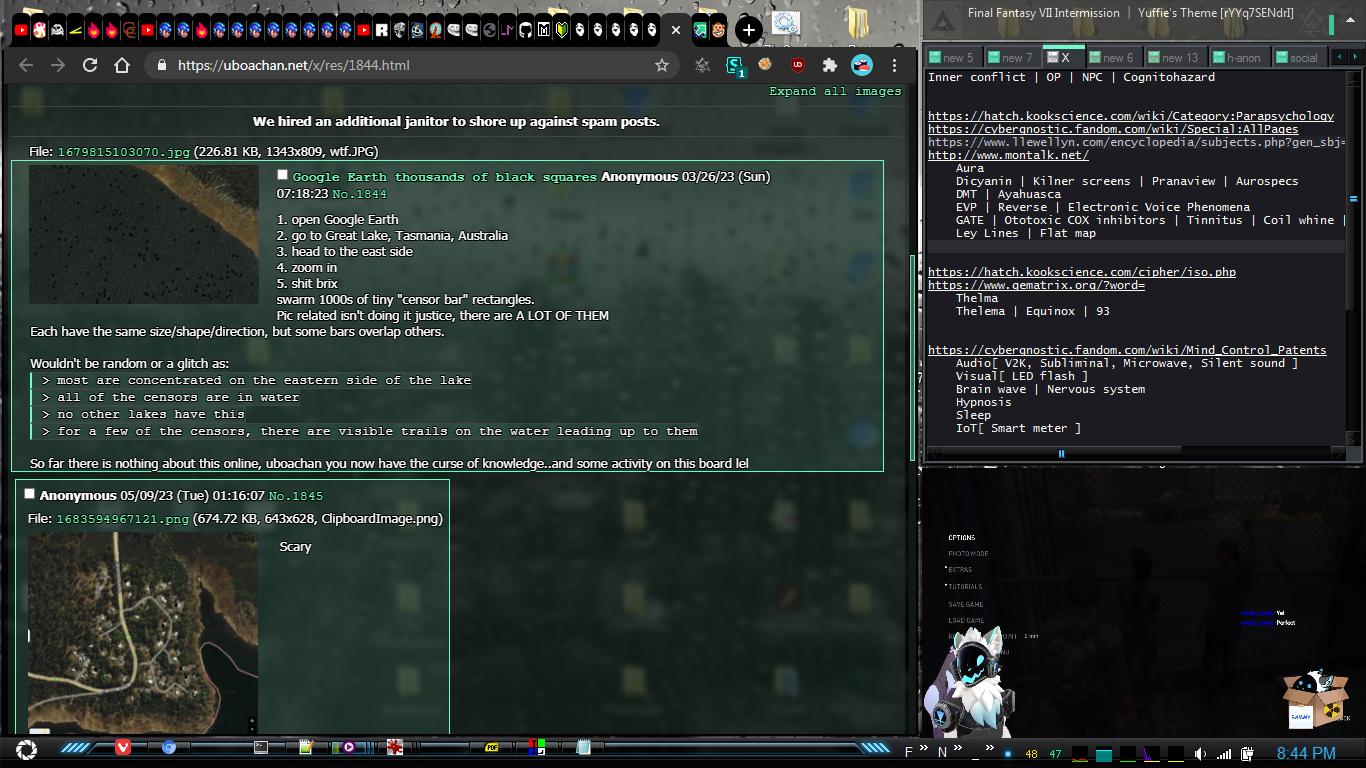 Final Fantasy VII Intermission | Yuffie's Theme [rYYq7SENdrI]
https://uboachan.net/x/res/1844.html
1
Expand all images
We hired an additional janitor to shore up against spam posts.
File: 1679815103070.jpg (226.81 KB, 1343x809, wtf.JPG)
Google Earth thousands of black squares Anonymous 03/26/23 (Sun)
07:18:23 No.1844
1. open Google Earth
2. go to Great Lake, Tasmania, Australia
3. head to the east side
4. zoom in
5. shit brix
swarm 1000s of tiny "censor bar" rectangles.
Pic related isn't doing it justice, there are A LOT OF THEM
Each have the same size/shape/direction, but some bars overlap others.
Wouldn't be random or a glitch as:
> most are concentrated on the eastern side of the lake
> all of the censors are in water
> no other lakes have this
> for a few of the censors, there are visible trails on the water leading up to them
So far there is nothing about this online, uboachan you now have the curse of knowledge..and some activity on this board lel
Anonymous 05/09/23 (Tue) 01:16:07 No.1845
File: 1683594967121.png (674.72 KB, 643x628, ClipboardImage.png)
Scary
new 5 new 7 X new 6 new 13 h-anon social
Inner conflict | OP | NPC | Cognitohazard
https://hatch.kookscience.com/wiki/Category:Parapsychology
https://cybergnostic.fandom.com/wiki/Special:AllPages
https://www.llewellyn.com/encyclopedia/subjects.php?gen_sbj=
http://www.montalk.net/
Aura
Dicyanin | Kilner screens | Pranaview | Aurospecs
DMT | Ayahuasca
EVP | Reverse | Electronic Voice Phenomena
GATE | Ototoxic COX inhibitors | Tinnitus | Coil whine |
Ley Lines | Flat map
https://hatch.kookscience.com/cipher/iso.php
https://www.gematrix.org/?word=
Thelma
Thelema | Equinox | 93
https://cybergnostic.fandom.com/wiki/Mind_Control_Patents
Audio[ V2K, Subliminal, Microwave, Silent sound ]
Visual[ LED flash ]
Brain wave | Nervous system
Hypnosis
Sleep
IoT[ Smart meter ]
OPTIONS
PHOTO MODE
EXTRAS
TUTORIALS
SAVE GAME
LOAD GAME
POINT 2 min
Yel
Perfect
F » N » _ » 48 47 8:44 PM